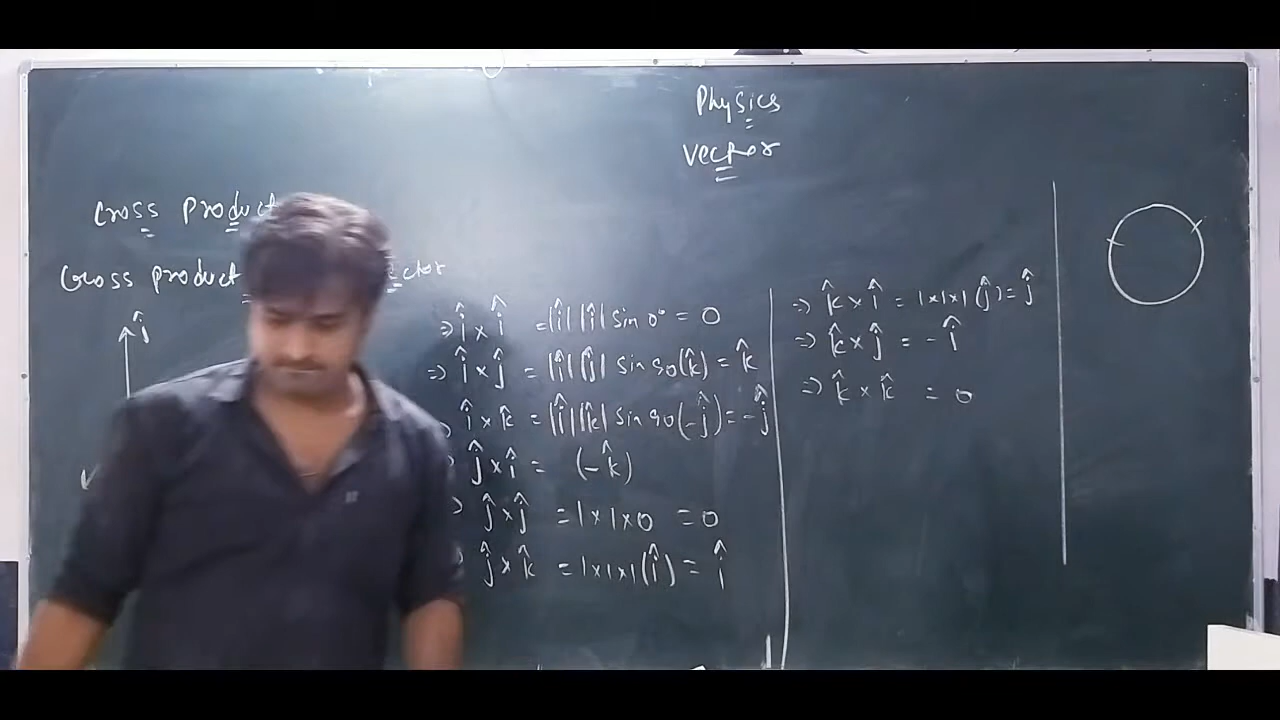 Physics
Vector
Cross Product
Cross product
ĵ
⇒ î × î = |î| |î| sin 0° = 0
⇒ î × ĵ = |î| |ĵ| sin 90 (k̂) = k̂
î × k̂ = |î| |k̂| sin 90 (-ĵ) = -ĵ
ĵ × î = (-k̂)
ĵ × ĵ = 1×1×0 = 0
ĵ × k̂ = 1×1×1 (î) = î
⇒ k̂ × î = 1×1×1 (ĵ) = ĵ
⇒ k̂ × ĵ = - î
⇒ k̂ × k̂ = 0